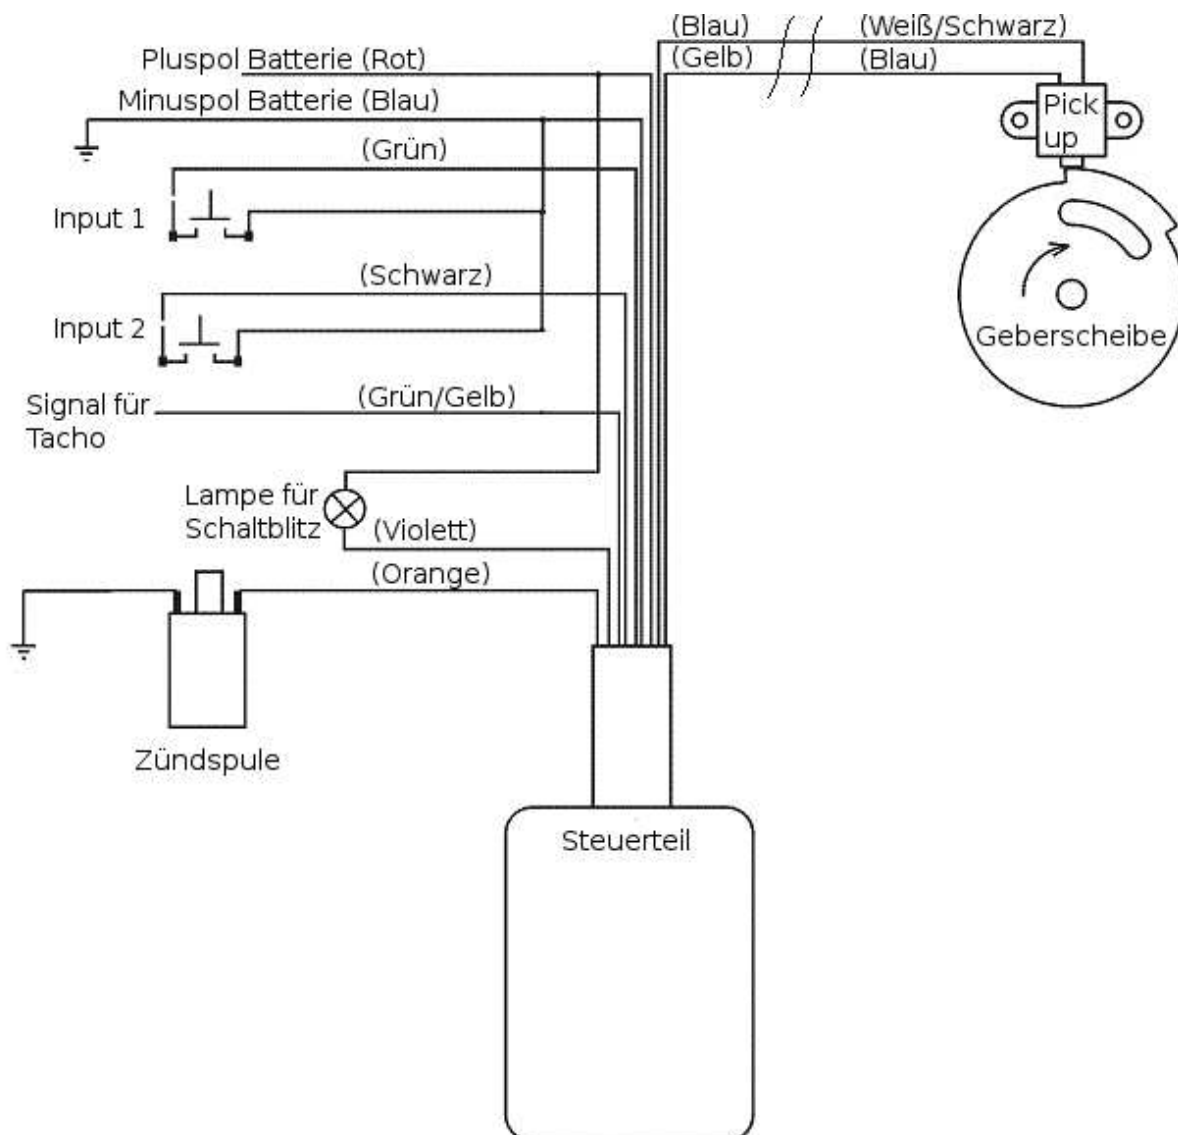 (Blau) (Weiß/Schwarz)
Pluspol Batterie (Rot) (Gelb) (Blau)
Minuspol Batterie (Blau)
Pick
up
(Grün)
Input 1
(Schwarz)
Input 2
Geberscheibe
(Grün/Gelb)
Signal für
Tacho
Lampe für
Schaltblitz
(Violett)
(Orange)
Zündspule
Steuerteil